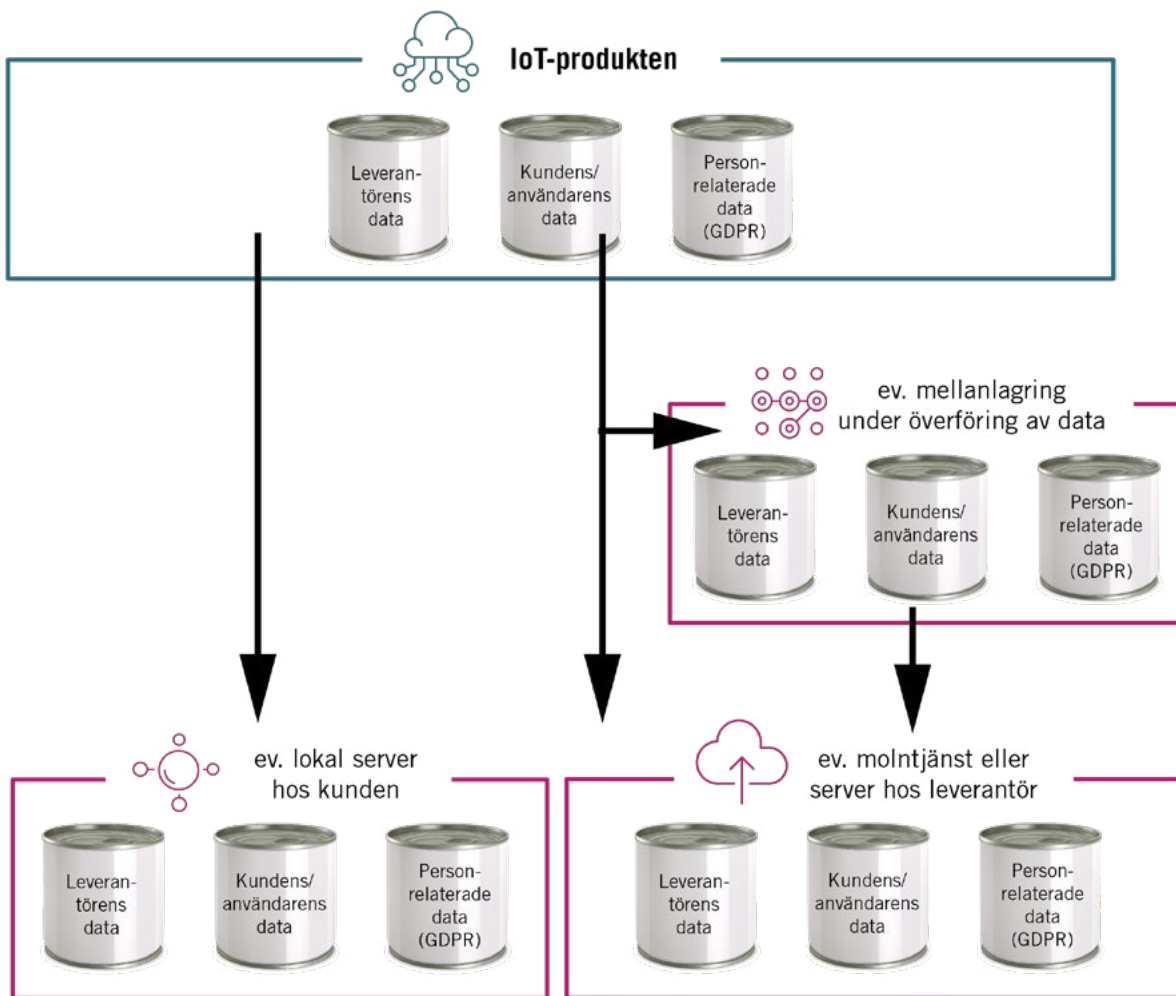 IoT-produkten
Leveran-
törens
data
Kundens/
användarens
data
Person-
relaterade
data
(GDPR)
ev. mellanlagring
under överföring av data
Leveran-
törens
data
Kundens/
användarens
data
Person-
relaterade
data
(GDPR)
ev. lokal server
hos kunden
Leveran-
törens
data
Kundens/
användarens
data
Person-
relaterade
data
(GDPR)
ev. molntjänst eller
server hos leverantör
Leveran-
törens
data
Kundens/
användarens
data
Person-
relaterade
data
(GDPR)